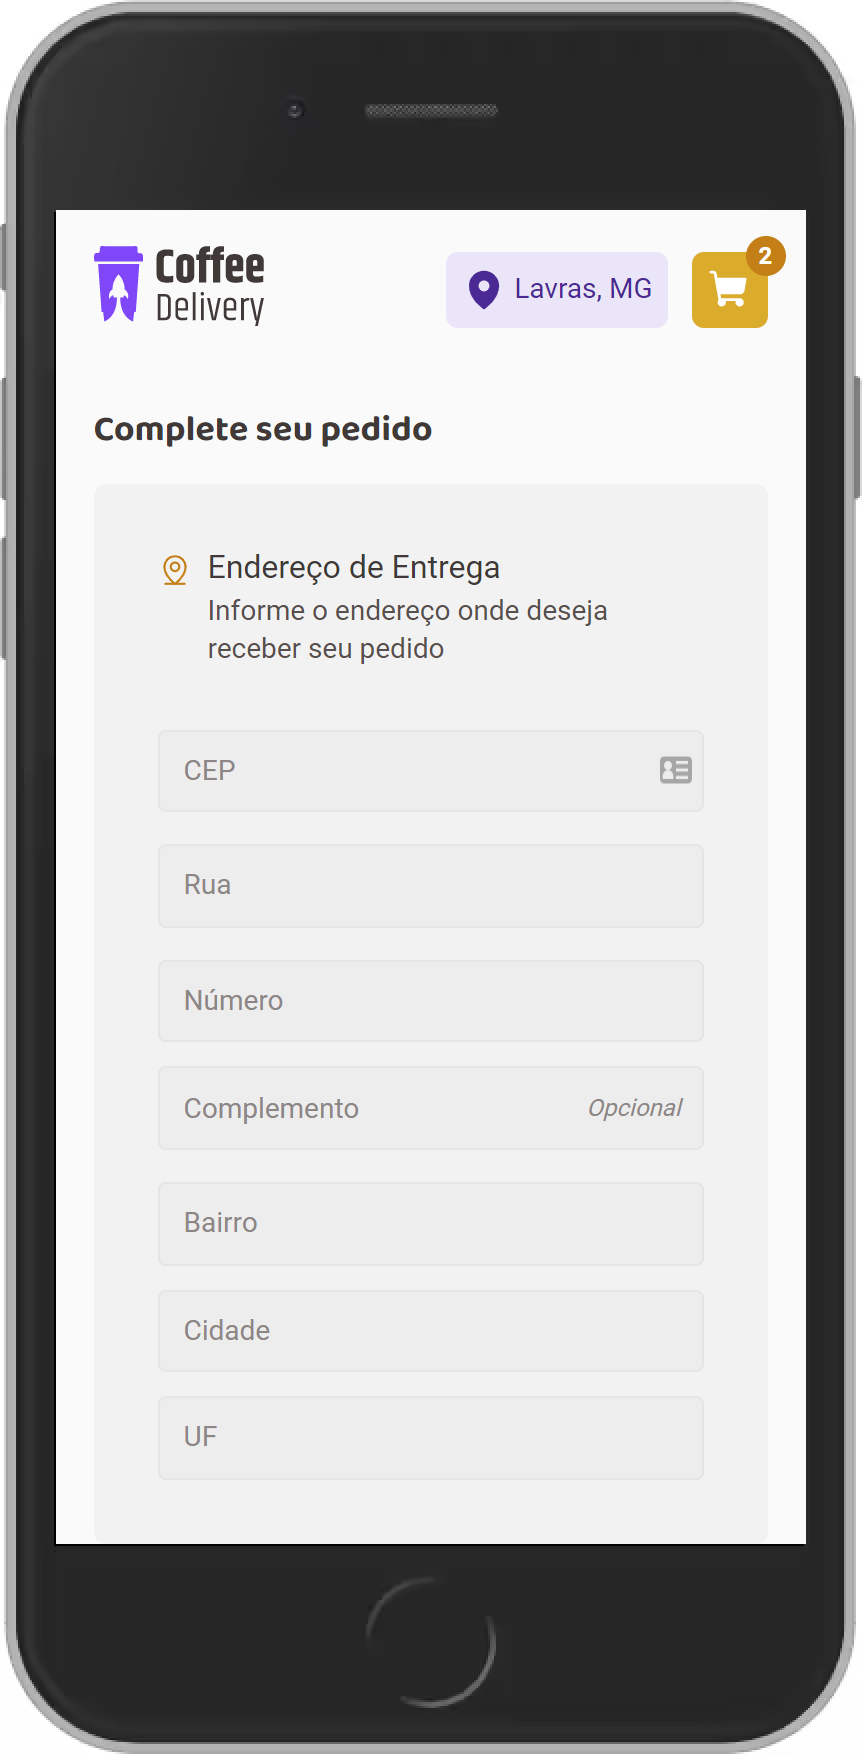 Coffee
Delivery
Lavras, MG
2
Complete seu pedido
Endereço de Entrega
Informe o endereço onde deseja
receber seu pedido
CEP
Rua
Número
Complemento Opcional
Bairro
Cidade
UF